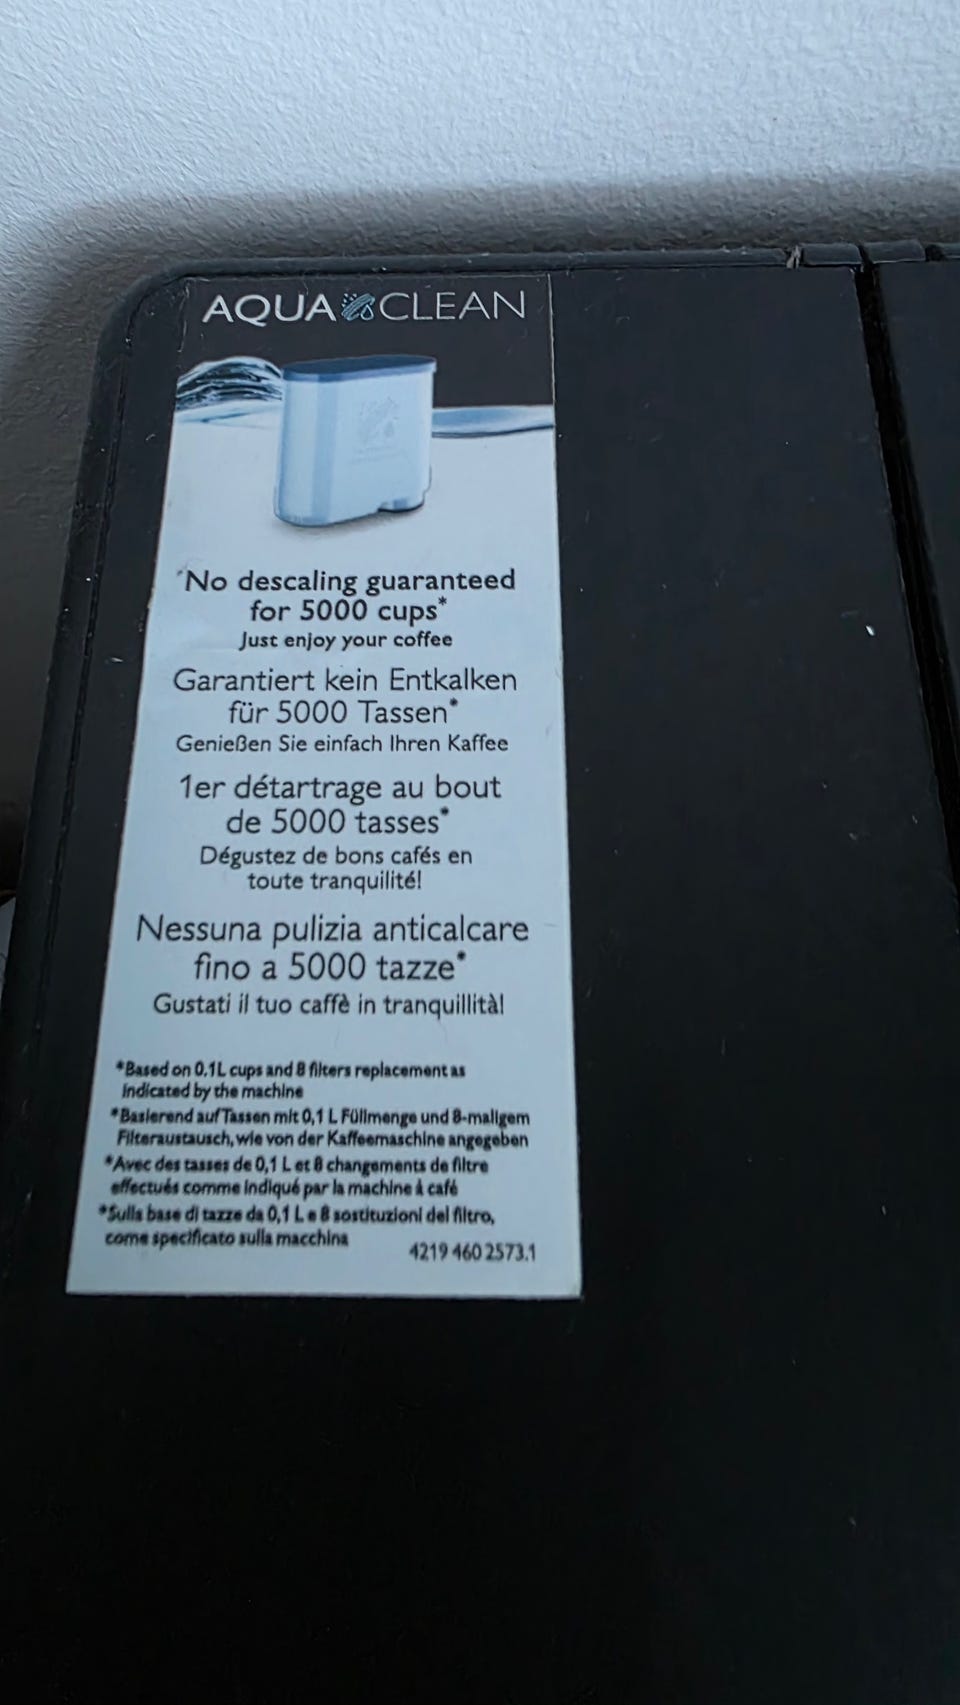 AQUA CLEAN
*No descaling guaranteed
for 5000 cups*
Just enjoy your coffee
Garantiert kein Entkalken
für 5000 Tassen*
Genießen Sie einfach Ihren Kaffee
1er détartrage au bout
de 5000 tasses*
Dégustez de bons cafés en
toute tranquilité!
Nessuna pulizia anticalcare
fino a 5000 tazze*
Gustati il tuo caffè in tranquillità!
*Based on 0.1L cups and 8 filters replacement as
indicated by the machine
*Basierend auf Tassen mit 0,1 L Füllmenge und 8-maligem
Filteraustausch, wie von der Kaffeemaschine angegeben
*Avec des tasses de 0,1 L et 8 changements de filtre
effectués comme indiqué par la machine à café
*Sulla base di tazze da 0,1 L e 8 sostituzioni del filtro,
come specificato sulla macchina
4219 460 2573.1